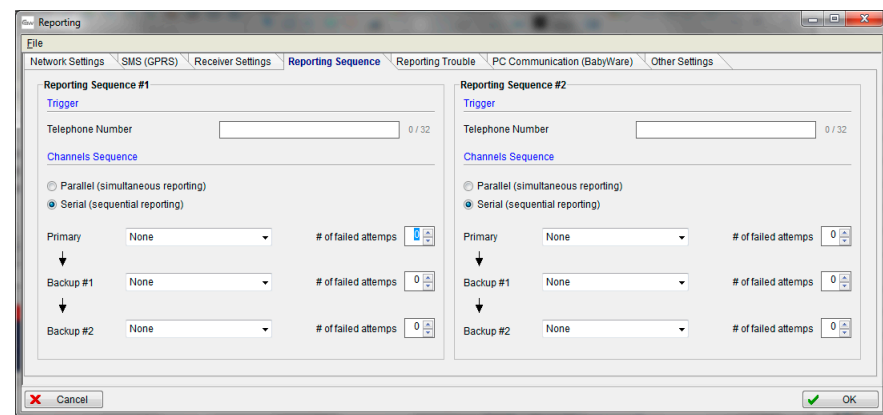 Reporting
File
Network Settings SMS (GPRS) Receiver Settings Reporting Sequence Reporting Trouble PC Communication (BabyWare) Other Settings
Reporting Sequence #1
Trigger
Telephone Number 0 / 32
Channels Sequence
Parallel (simultaneous reporting)
Serial (sequential reporting)
Primary None # of failed attemps 0
Backup #1 None # of failed attemps 0
Backup #2 None # of failed attemps 0
Reporting Sequence #2
Trigger
Telephone Number 0 / 32
Channels Sequence
Parallel (simultaneous reporting)
Serial (sequential reporting)
Primary None # of failed attemps 0
Backup #1 None # of failed attemps 0
Backup #2 None # of failed attemps 0
Cancel OK